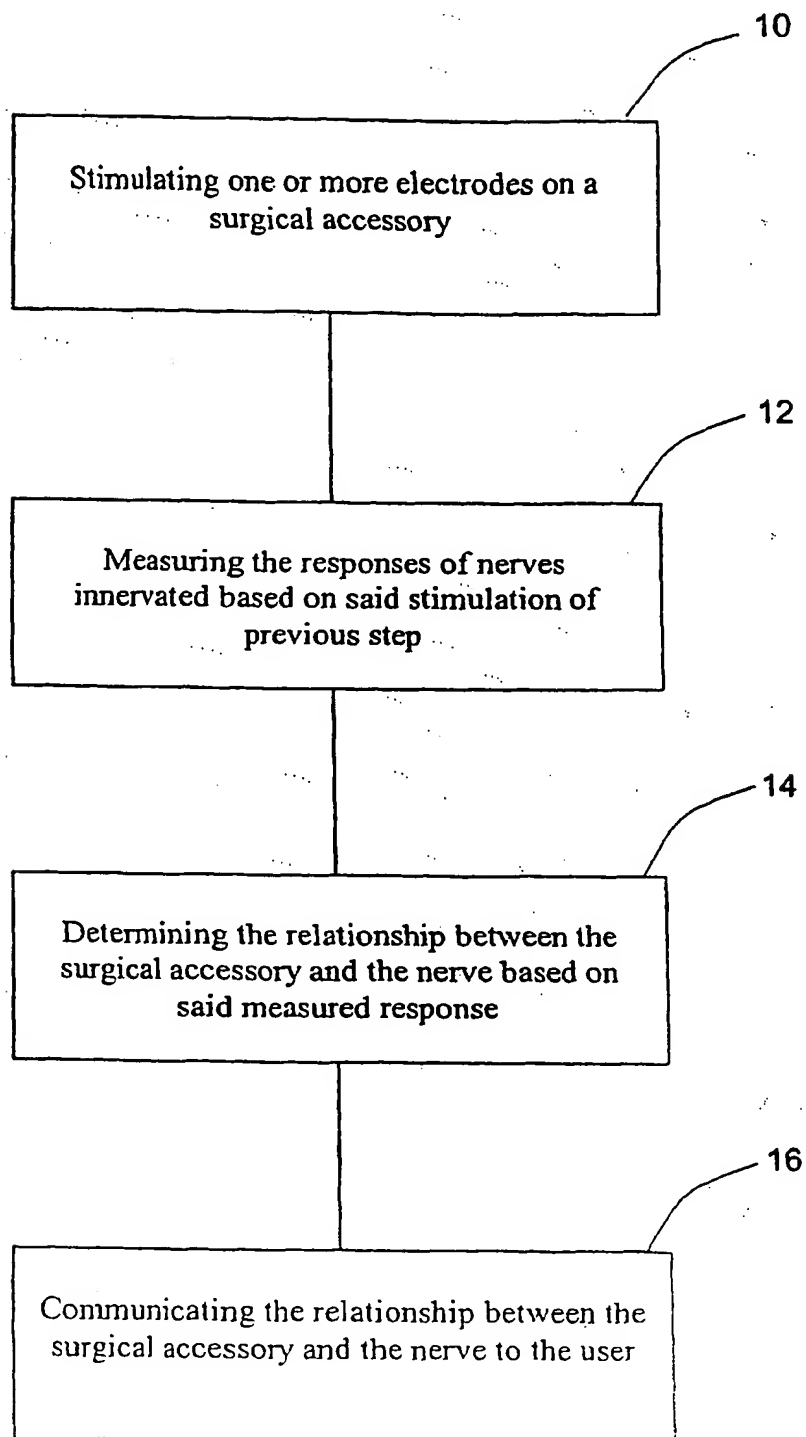 10
Stimulating one or more electrodes on a
surgical accessory
12
Measuring the responses of nerves
innervated based on said stimulation of
previous step
14
Determining the relationship between the
surgical accessory and the nerve based on
said measured response
16
Communicating the relationship between the
surgical accessory and the nerve to the user